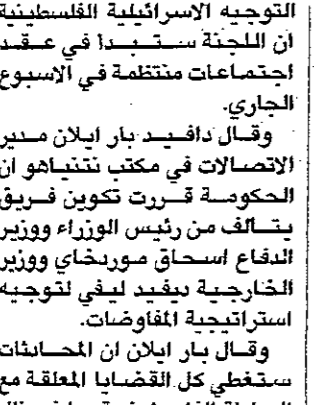 التوجيه الاسرائيلية الفلسطينية
ان اللجنة ستبدا في عقد
اجتماعات منتظمة في الاسبوع
الجاري.
وقال دافيد بار ايلان مدير
الاتصالات في مكتب نتنياهو ان
الحكومة قررت تكوين فريق
يتالف من رئيس الوزراء ووزير
الدفاع اسحاق موردخاي ووزير
الخارجية ديفيد ليفي لتوجيه
استراتيجية المفاوضات.
وقال بار ايلان ان المحادثات
ستغطي كل القضايا المعلقة مع